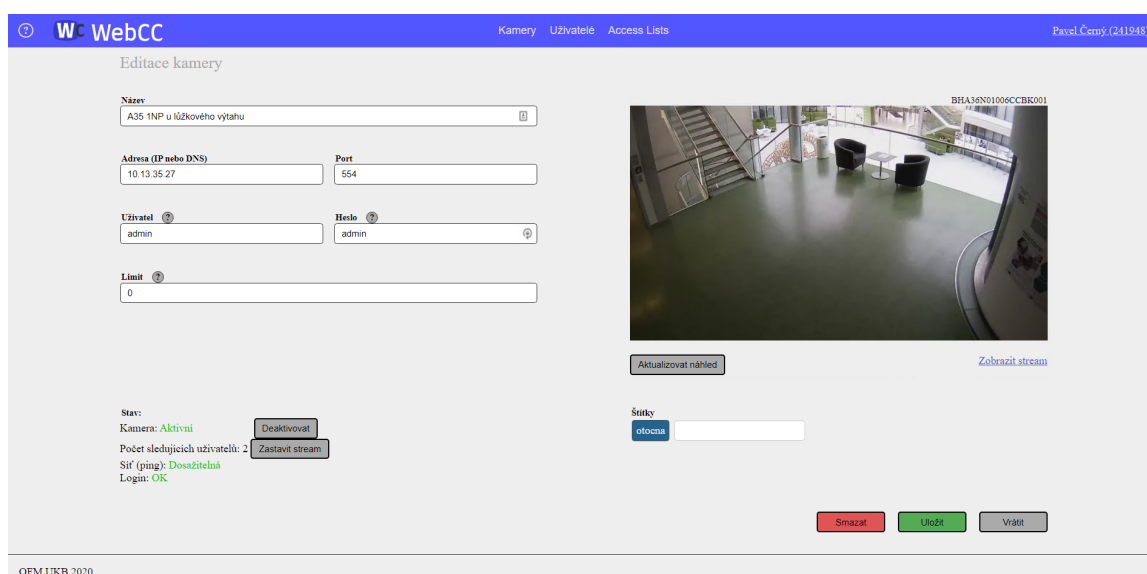 ? WC WebCC Kamery Uživatelé Access Lists Pavel Černý (241948)
Editace kamery
Název
A35 1NP u lůžkového výtahu
Adresa (IP nebo DNS) Port
10.13.35.27 554
Uživatel ? Heslo ?
admin admin
Limit ?
0
BHA36N01006CCBK001
Aktualizovat náhled Zobrazit stream
Stav:
Kamera: Aktivní Deaktivovat
Počet sledujících uživatelů: 2 Zastavit stream
Síť (ping): Dosažitelná
Login: OK
Štítky
otocna
Smazat Uložit Vrátit
OFM UKB 2020